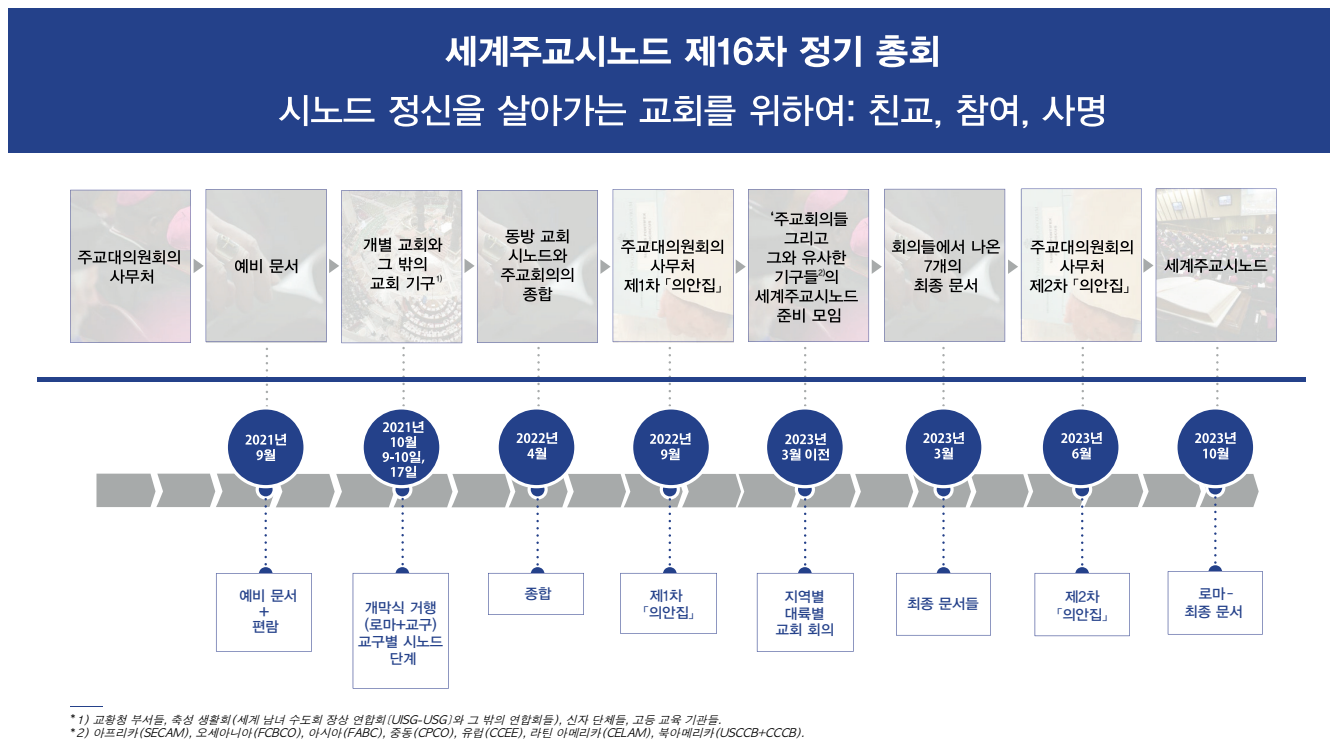 세계주교시노드 제16차 정기 총회
시노드 정신을 살아가는 교회를 위하여: 친교, 참여, 사명
주교대의원회의
사무처
예비 문서
개별 교회와
그 밖의
교회 기구1)
동방 교회
시노드와
주교회의의
종합
주교대의원회의
사무처
제1차 「의안집」
‘주교회의들
그리고
그와 유사한
기구들2)의
세계주교시노드
준비 모임
회의들에서 나온
7개의
최종 문서
주교대의원회의
사무처
제2차 「의안집」
세계주교시노드
2021년
9월
2021년
10월
9-10일,
17일
2022년
4월
2022년
9월
2023년
3월 이전
2023년
3월
2023년
6월
2023년
10월
예비 문서
+
편람
개막식 거행
(로마+교구)
교구별 시노드
단계
종합
제1차
「의안집」
지역별
대륙별
교회 회의
최종 문서들
제2차
「의안집」
로마-
최종 문서
*1) 교황청 부서들, 축성 생활회(세계 남녀 수도회 장상 연합회[UISG-USG]와 그 밖의 연합회들), 신자 단체들, 고등 교육 기관들.
*2) 아프리카(SECAM), 오세아니아(FCBCO), 아시아(FABC), 중동(CPCO), 유럽(CCEE), 라틴 아메리카(CELAM), 북아메리카(USCCB+CCCB).